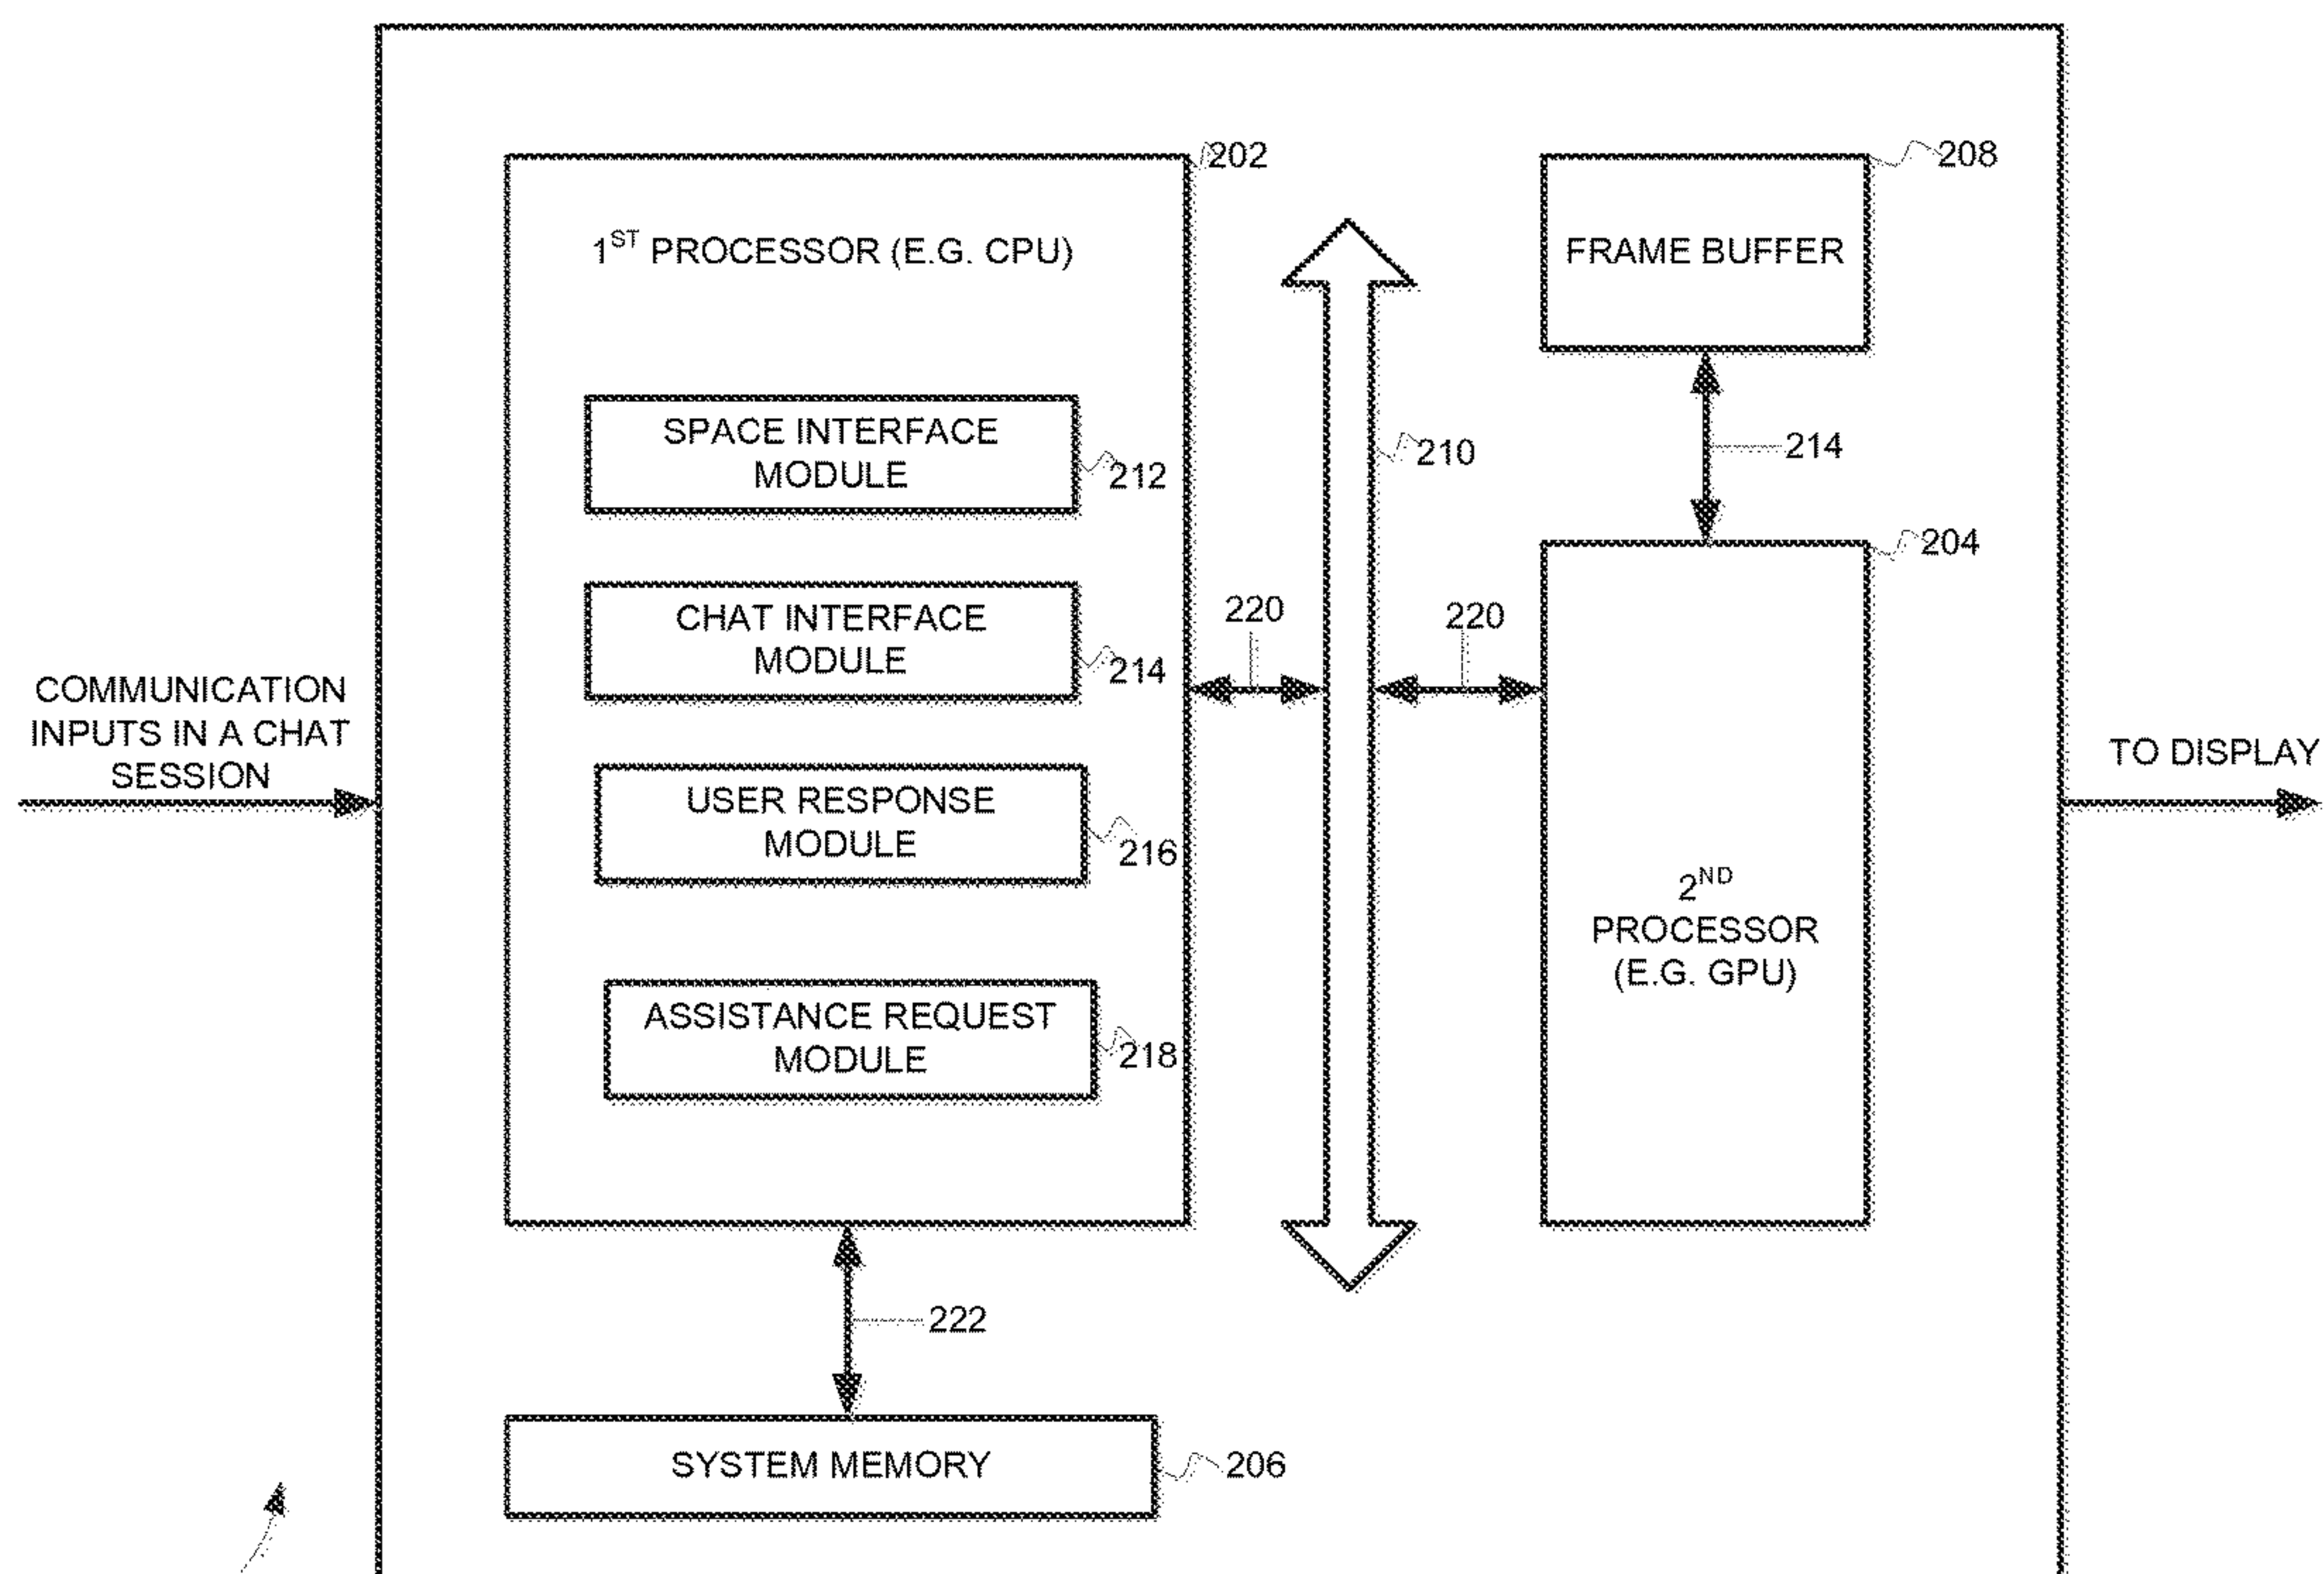 202
208
1ST PROCESSOR (E.G. CPU)
FRAME BUFFER
SPACE INTERFACE
MODULE
212
210
214
204
CHAT INTERFACE
MODULE
214
220
220
COMMUNICATION
INPUTS IN A CHAT
SESSION
TO DISPLAY
USER RESPONSE
MODULE
216
2ND
PROCESSOR
(E.G. GPU)
ASSISTANCE REQUEST
MODULE
218
222
SYSTEM MEMORY
206